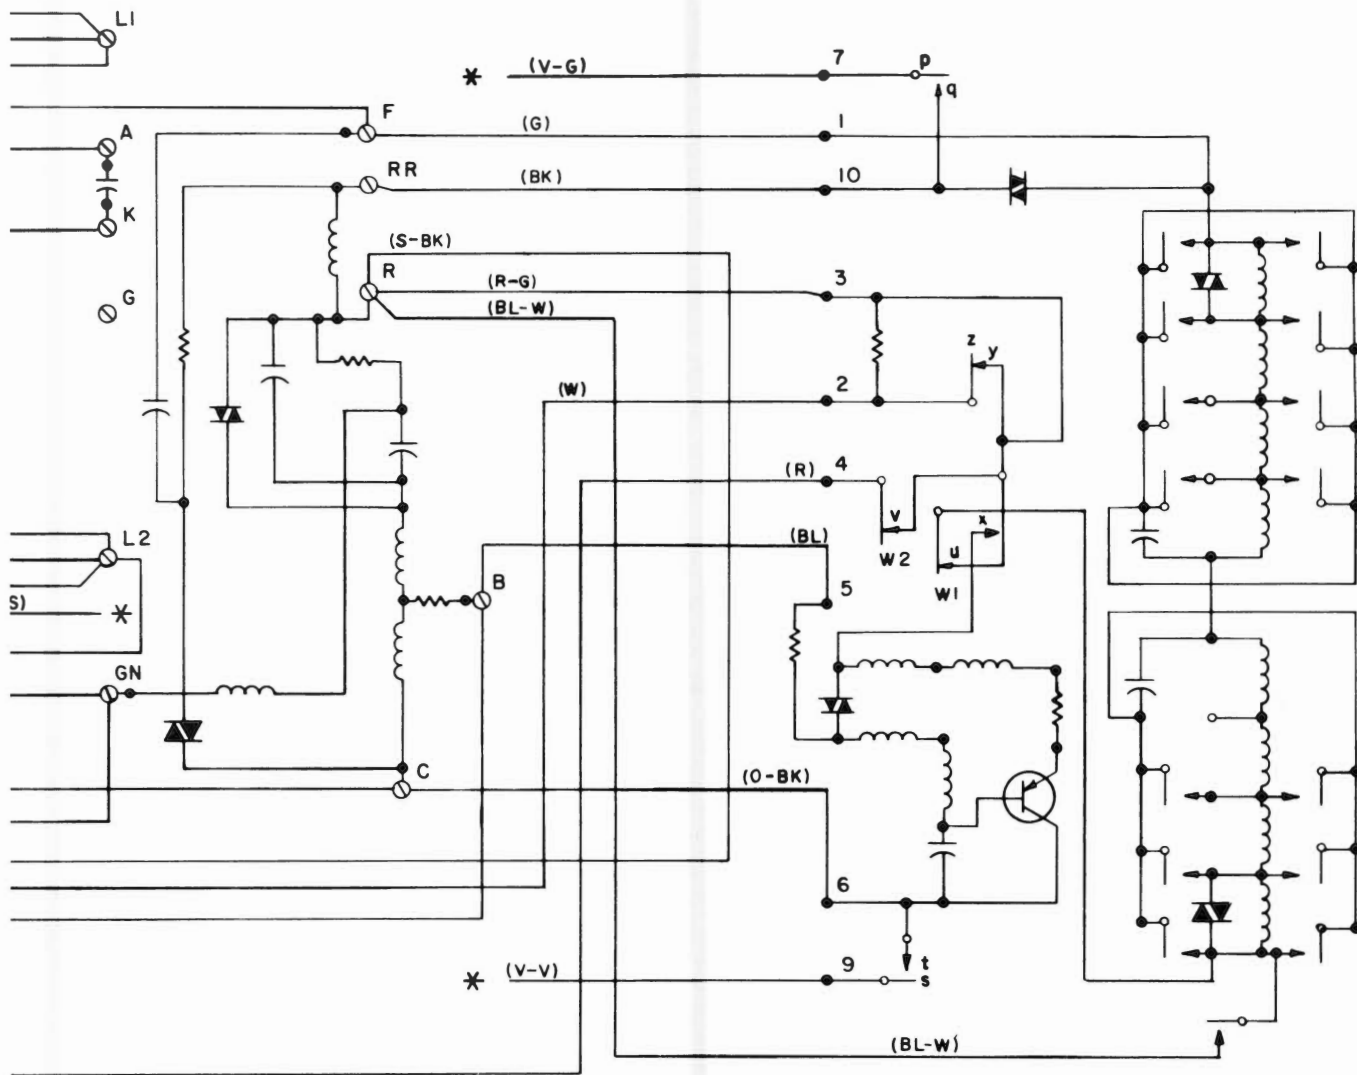 L1
7
p
* (V-G)
q
F
A
(G)
1
RR
(BK)
10
K
(S-BK)
R
(R-G)
3
G
(BL-W)
z
y
(W)
2
(R)
4
v
x
L2
(BL)
W2
u
B
W1
5
S) *
GN
C
(O-BK)
6
t
* (V-V)
9
s
(BL-W)